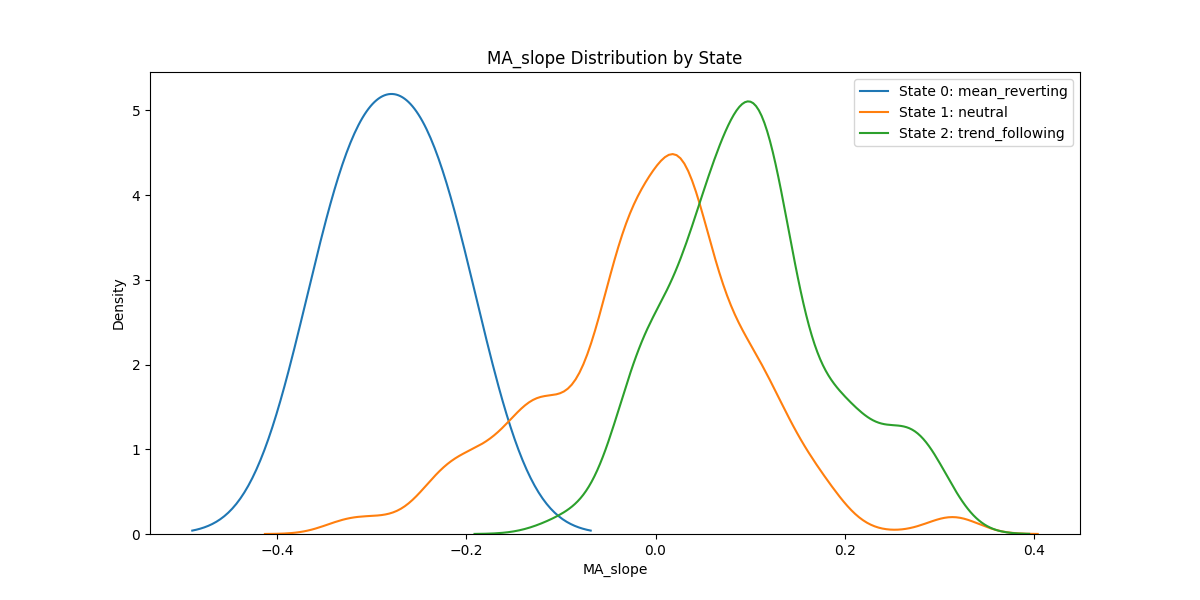 MA_slope Distribution by State
State 0: mean_reverting
State 1: neutral
State 2: trend_following
Density
5
4
3
2
1
0
−0.4
−0.2
0.0
0.2
0.4
MA_slope